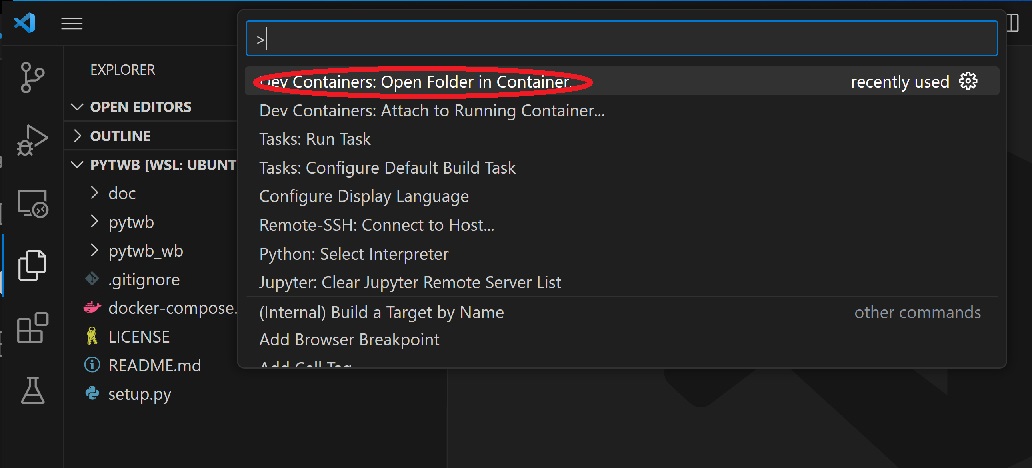 >
Dev Containers: Open Folder in Container...
recently used
Dev Containers: Attach to Running Container...
Tasks: Run Task
Tasks: Configure Default Build Task
Configure Display Language
Remote-SSH: Connect to Host...
Python: Select Interpreter
Jupyter: Clear Jupyter Remote Server List
(Internal) Build a Target by Name
other commands
Add Browser Breakpoint
Add Cell Tag
EXPLORER
OPEN EDITORS
OUTLINE
PYTWB [WSL: UBUNT
doc
pytwb
pytwb_wb
.gitignore
docker-compose.
LICENSE
README.md
setup.py